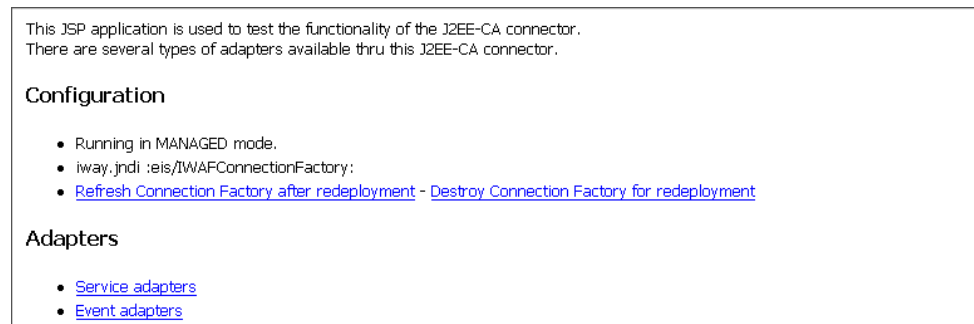 This JSP application is used to test the functionality of the J2EE-CA connector.
There are several types of adapters available thru this J2EE-CA connector.
Configuration
Running in MANAGED mode.
iway.jndi :eis/IWAFConnectionFactory:
Refresh Connection Factory after redeployment - Destroy Connection Factory for redeployment
Adapters
Service adapters
Event adapters